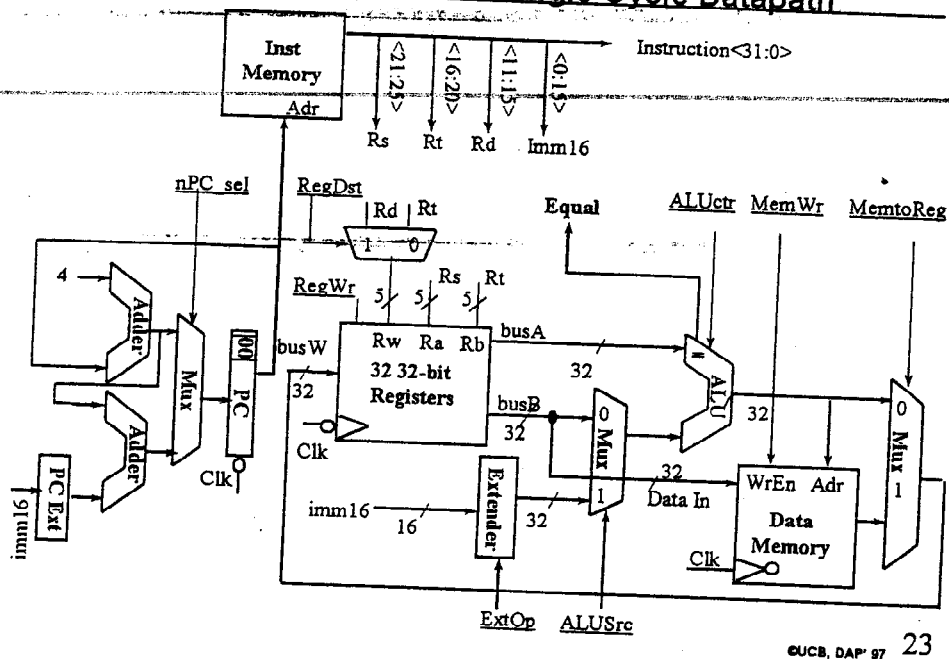 Cycle Datapath
Inst
Memory
Adr
<21:25>
<16:20>
<11:15>
<0:15>
Instruction<31:0>
Rs
Rt
Rd
Imm16
nPC_sel
RegDst
Rd
Rt
1
0
Equal
ALUctr
MemWr
MemtoReg
4
Adder
RegWr
5
5
Rs
5
Rt
busW
32
Rw
Ra
Rb
32 32-bit
Registers
busA
32
=
ALU
32
00
PC
Mux
Adder
Clk
Clk
busB
32
0
Mux
1
0
Mux
1
imm16
PC Ext
imm16
16
Extender
32
32
Data In
WrEn
Adr
Data
Memory
Clk
ExtOp
ALUSrc
©UCB, DAP' 97
23